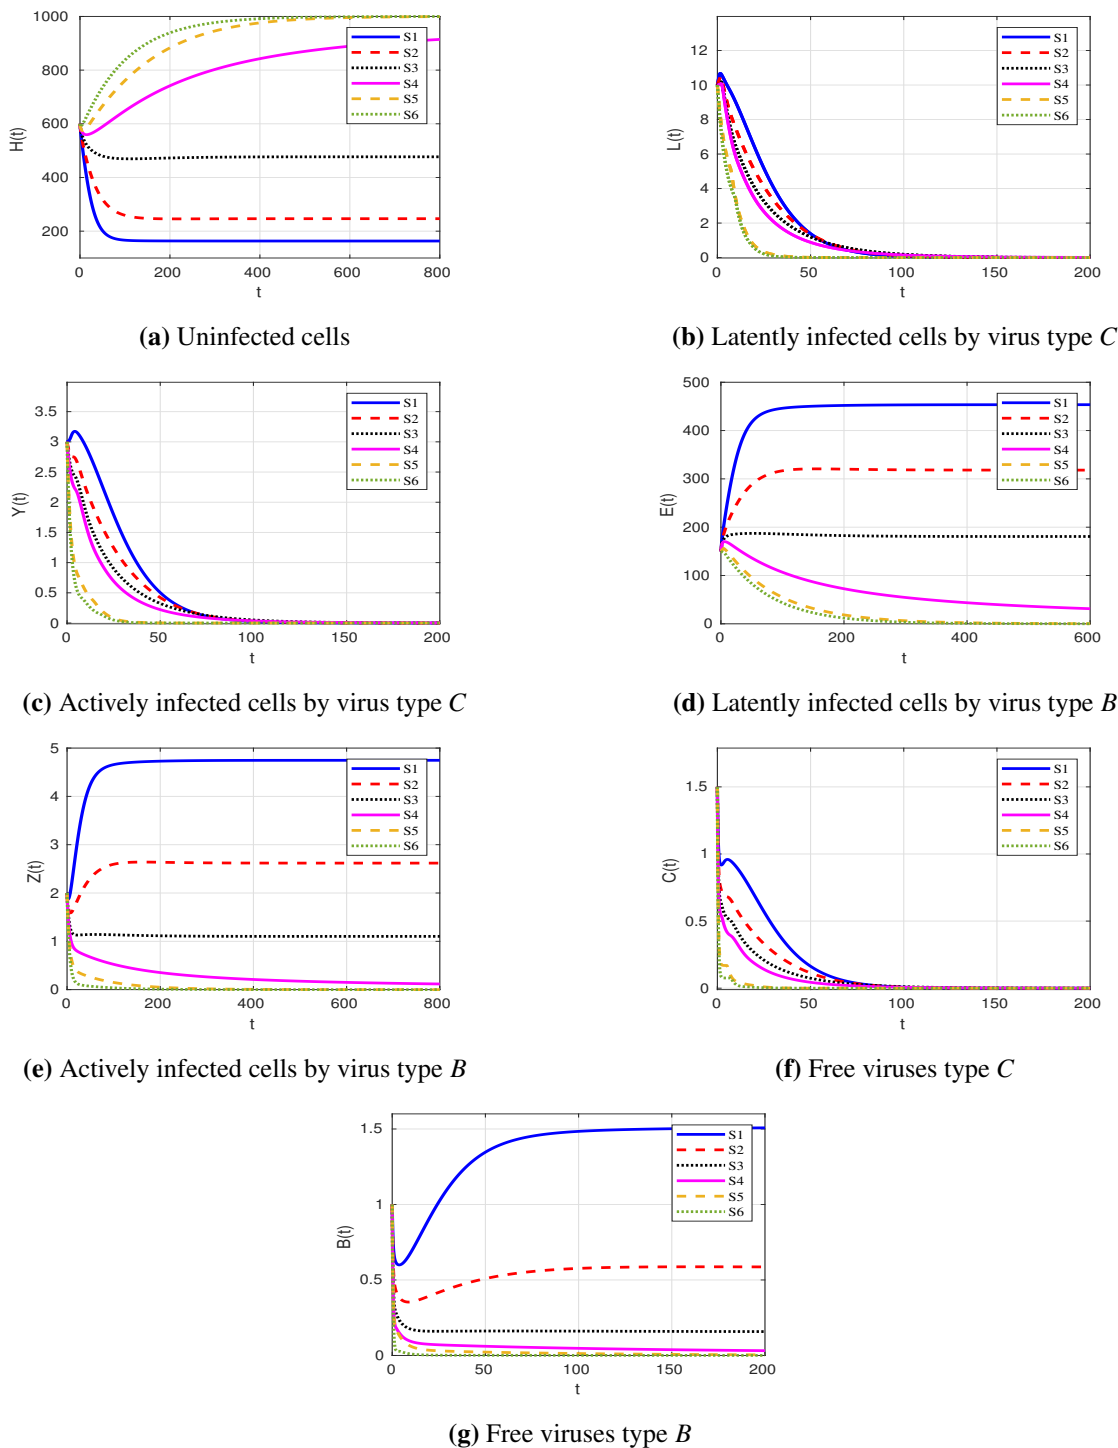 1000
800
600
400
200
H(t)
0 200 400 600 800
t
S1
S2
S3
S4
S5
S6
(a) Uninfected cells
12
10
8
6
4
2
0
L(t)
0 50 100 150 200
t
S1
S2
S3
S4
S5
S6
(b) Latently infected cells by virus type C
3.5
3
2.5
2
1.5
1
0.5
0
Y(t)
0 50 100 150 200
t
S1
S2
S3
S4
S5
S6
(c) Actively infected cells by virus type C
500
400
300
200
100
0
E(t)
0 200 400 600
t
S1
S2
S3
S4
S5
S6
(d) Latently infected cells by virus type B
5
4
3
2
1
0
Z(t)
0 200 400 600 800
t
S1
S2
S3
S4
S5
S6
(e) Actively infected cells by virus type B
1.5
1
0.5
0
C(t)
0 50 100 150 200
t
S1
S2
S3
S4
S5
S6
(f) Free viruses type C
1.5
1
0.5
0
B(t)
0 50 100 150 200
t
S1
S2
S3
S4
S5
S6
(g) Free viruses type B